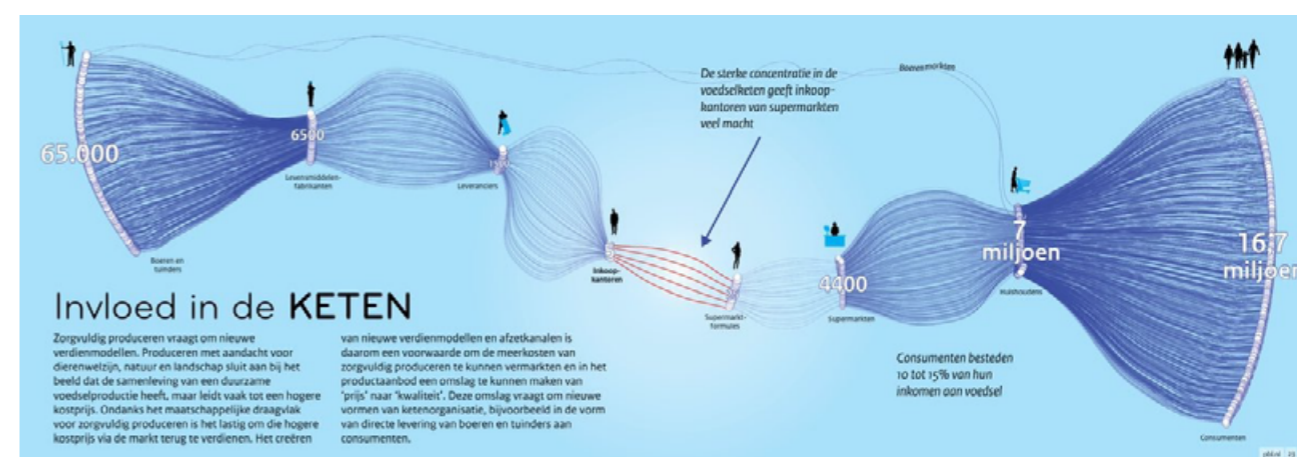 Boerenmarkten
De sterke concentratie in de
voedselketen geeft inkoop-
kantoren van supermarkten
veel macht
65.000
Boeren en
tuinders
6500
Levensmiddelen-
fabrikanten
Leveranciers
Inkoop-
kantoren
Supermarkt-
formules
4400
Supermarkten
7
miljoen
Huishoudens
16,7
miljoen
Consumenten
Invloed in de KETEN
Zorgvuldig produceren vraagt om nieuwe
verdienmodellen. Produceren met aandacht voor
dierenwelzijn, natuur en landschap sluit aan bij het
beeld dat de samenleving van een duurzame
voedselproductie heeft, maar leidt vaak tot een hogere
kostprijs. Ondanks het maatschappelijke draagvlak
voor zorgvuldig produceren is het lastig om die hogere
kostprijs via de markt terug te verdienen. Het creëren
van nieuwe verdienmodellen en afzetkanalen is
daarom een voorwaarde om de meerkosten van
zorgvuldig produceren te kunnen vermarkten en in het
productaanbod een omslag te kunnen maken van
'prijs' naar 'kwaliteit'. Deze omslag vraagt om nieuwe
vormen van ketenorganisatie, bijvoorbeeld in de vorm
van directe levering van boeren en tuinders aan
consumenten.
Consumenten besteden
10 tot 15% van hun
inkomen aan voedsel